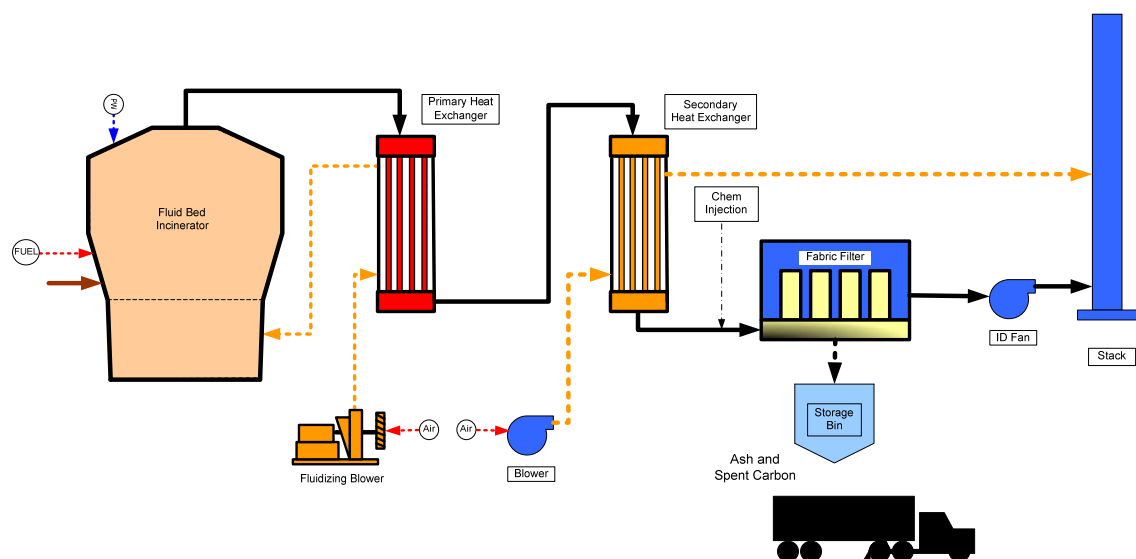 PW
Primary Heat
Exchanger
Secondary
Heat Exchanger
Fluid Bed
Incinerator
Chem
Injection
FUEL
Fabric Filter
ID Fan
Stack
Storage
Bin
Air
Air
Fluidizing Blower
Blower
Ash and
Spent Carbon